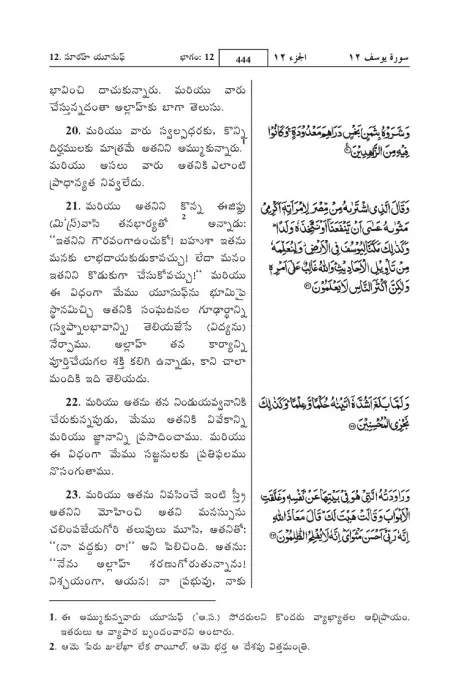 12. సూరహ్ యూసుఫ్ భాగం: 12 444 الجزء ١٢ سورة يوسف ١٢
భావించి దాచుకున్నారు. మరియు వారు
చేస్తున్నదంతా అల్లాహ్‌కు బాగా తెలుసు.
20. మరియు వారు స్వల్పధరకు, కొన్ని
దిర్హములకు మాత్రమే అతనిని అమ్ముకున్నారు.1
మరియు అసలు వారు అతనికి ఎలాంటి
ప్రాధాన్యత నివ్వలేదు.
وَشَرَوْهُ بِثَمَنٍ بَخْسٍ دَرَاهِمَ مَعْدُودَةٍ وَكَانُوا
فِيهِ مِنَ الزَّاهِدِينَ ۝
21. మరియు అతనిని కొన్న ఈజిప్టు
(మి'స్ర్)వాసి తనభార్యతో2 అన్నాడు:
"ఇతనిని గౌరవంగాఉంచుకో! బహుశా ఇతను
మనకు లాభదాయకుడుకావచ్చు! లేదా మనం
ఇతనిని కొడుకుగా చేసుకోవచ్చు!" మరియు
ఈ విధంగా మేము యూసుఫ్‌ను భూమిపై
స్థానమిచ్చి అతనికి సంఘటనల గూఢార్థాన్ని
(స్వప్నాలభావాన్ని) తెలియజేసే (విద్యను)
నేర్పాము. అల్లాహ్ తన కార్యాన్ని
పూర్తిచేయగల శక్తి కలిగి ఉన్నాడు, కాని చాలా
మందికి ఇది తెలియదు.
وَقَالَ الَّذِي اشْتَرَاهُ مِنْ مِصْرَ لِامْرَأَتِهِ أَكْرِمِي
مَثْوَاهُ عَسَى أَنْ يَنْفَعَنَا أَوْ نَتَّخِذَهُ وَلَدًا
وَكَذَلِكَ مَكَّنَّا لِيُوسُفَ فِي الْأَرْضِ وَلِنُعَلِّمَهُ
مِنْ تَأْوِيلِ الْأَحَادِيثِ وَاللَّهُ غَالِبٌ عَلَى أَمْرِهِ
وَلَكِنَّ أَكْثَرَ النَّاسِ لَا يَعْلَمُونَ ۝
22. మరియు అతను తన నిండుయవ్వనానికి
చేరుకున్నపుడు, మేము అతనికి వివేకాన్ని
మరియు జ్ఞానాన్ని ప్రసాదించాము. మరియు
ఈ విధంగా మేము సజ్జనులకు ప్రతిఫలము
నొసంగుతాము.
وَلَمَّا بَلَغَ أَشُدَّهُ آتَيْنَاهُ حُكْمًا وَعِلْمًا وَكَذَلِكَ
نَجْزِي الْمُحْسِنِينَ ۝
23. మరియు అతను నివసించే ఇంటి స్త్రీ
అతనిని మోహించి అతని మనస్సును
చలింపజేయగోరి తలుపులు మూసి, అతనితో:
"(నా వద్దకు) రా!" అని పిలిచింది. అతను:
"నేను అల్లాహ్ శరణుగోరుతున్నాను!
నిశ్చయంగా, ఆయన! నా ప్రభువు, నాకు
وَرَاوَدَتْهُ الَّتِي هُوَ فِي بَيْتِهَا عَنْ نَفْسِهِ وَغَلَّقَتِ
الْأَبْوَابَ وَقَالَتْ هَيْتَ لَكَ قَالَ مَعَاذَ اللَّهِ
إِنَّهُ رَبِّي أَحْسَنَ مَثْوَايَ إِنَّهُ لَا يُفْلِحُ الظَّالِمُونَ ۝
1. ఈ అమ్ముకున్నవారు యూసుఫ్ ('అ.స.) సోదరులని కొందరు వ్యాఖ్యాతల అభిప్రాయం.
ఇతరులు ఆ వ్యాపార బృందంవారని అంటారు.
2. ఆమె పేరు జులేఖా లేక రాయీల్. ఆమె భర్త ఆ దేశపు విత్తమంత్రి.